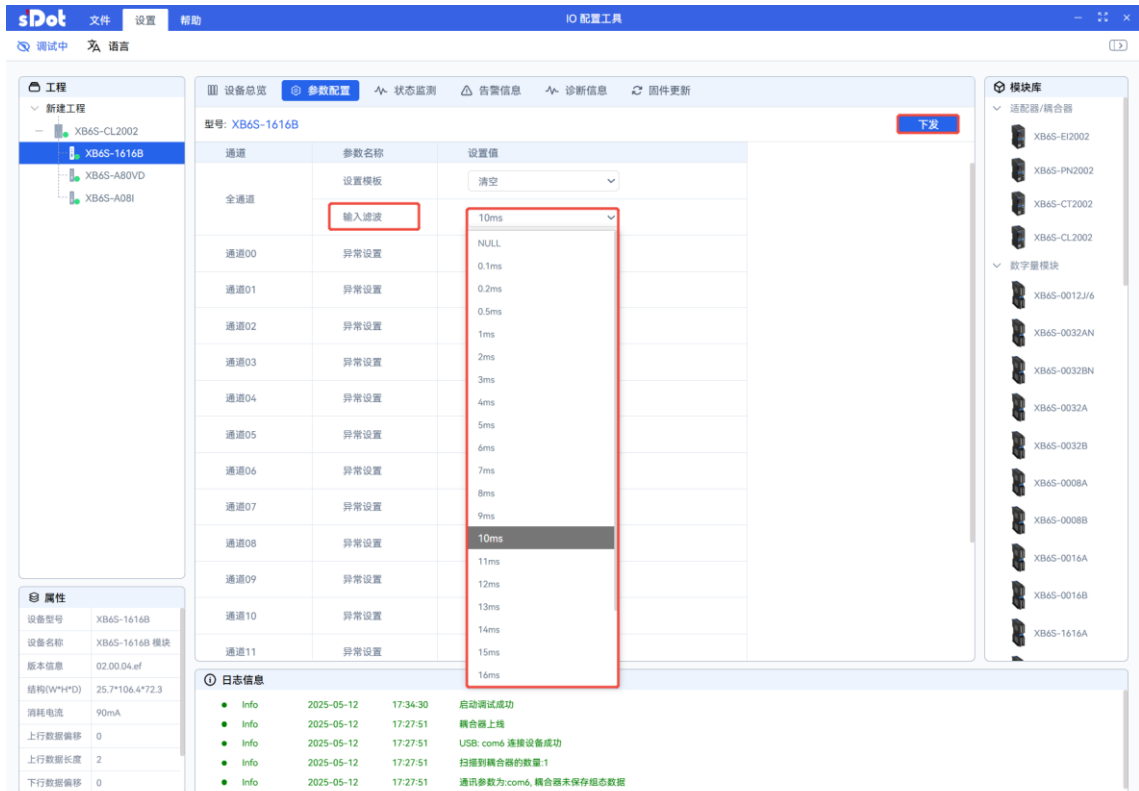 sDot 文件 设置 帮助 IO 配置工具
调试中 语言
工程
新建工程
XB6S-CL2002
XB6S-1616B
XB6S-A80VD
XB6S-A08I
设备总览 参数配置 状态监测 告警信息 诊断信息 固件更新
型号: XB6S-1616B 下发
通道 参数名称 设置值
全通道 设置模板 清空
输入滤波 10ms
通道00 异常设置
通道01 异常设置
通道02 异常设置
通道03 异常设置
通道04 异常设置
通道05 异常设置
通道06 异常设置
通道07 异常设置
通道08 异常设置
通道09 异常设置
通道10 异常设置
通道11 异常设置
NULL
0.1ms
0.2ms
0.5ms
1ms
2ms
3ms
4ms
5ms
6ms
7ms
8ms
9ms
10ms
11ms
12ms
13ms
14ms
15ms
16ms
模块库
适配器/耦合器
XB6S-EI2002
XB6S-PN2002
XB6S-CT2002
XB6S-CL2002
数字量模块
XB6S-0012J/6
XB6S-0032AN
XB6S-0032BN
XB6S-0032A
XB6S-0032B
XB6S-0008A
XB6S-0008B
XB6S-0016A
XB6S-0016B
XB6S-1616A
属性
设备型号 XB6S-1616B
设备名称 XB6S-1616B 模块
版本信息 02.00.04.ef
结构(W*H*D) 25.7*106.4*72.3
消耗电流 90mA
上行数据偏移 0
上行数据长度 2
下行数据偏移 0
日志信息
Info 2025-05-12 17:34:30 启动调试成功
Info 2025-05-12 17:27:51 耦合器上线
Info 2025-05-12 17:27:51 USB: com6 连接设备成功
Info 2025-05-12 17:27:51 扫描到耦合器的数量:1
Info 2025-05-12 17:27:51 通讯参数为:com6, 耦合器未保存组态数据